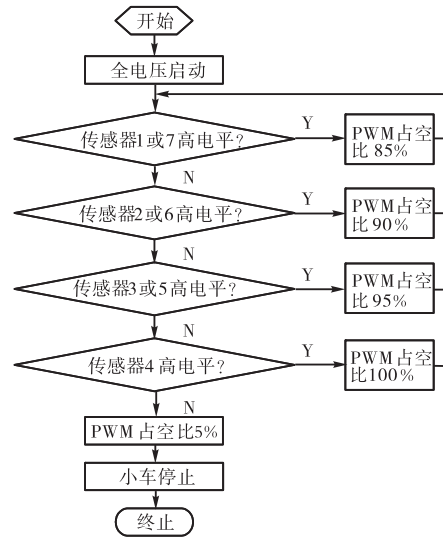 开始
全电压启动
传感器1或7高电平?
Y
PWM占空
比85%
N
传感器2或6高电平?
Y
PWM占空
比90%
N
传感器3或5高电平?
Y
PWM占空
比95%
N
传感器4高电平?
Y
PWM占空
比100%
N
PWM占空比5%
小车停止
终止